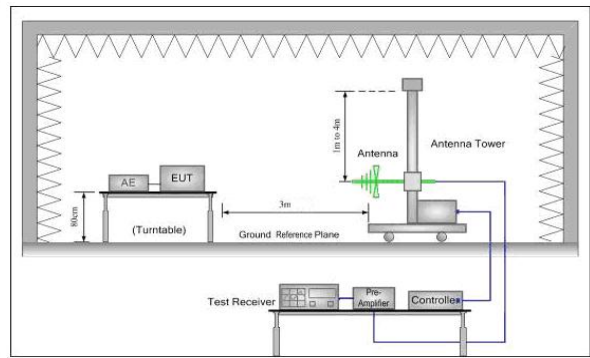 1m to 4m
Antenna
Antenna Tower
AE
EUT
80cm
(Turntable)
3m
Ground Reference Plane
Test Receiver
Pre-
Amplifier
Controller